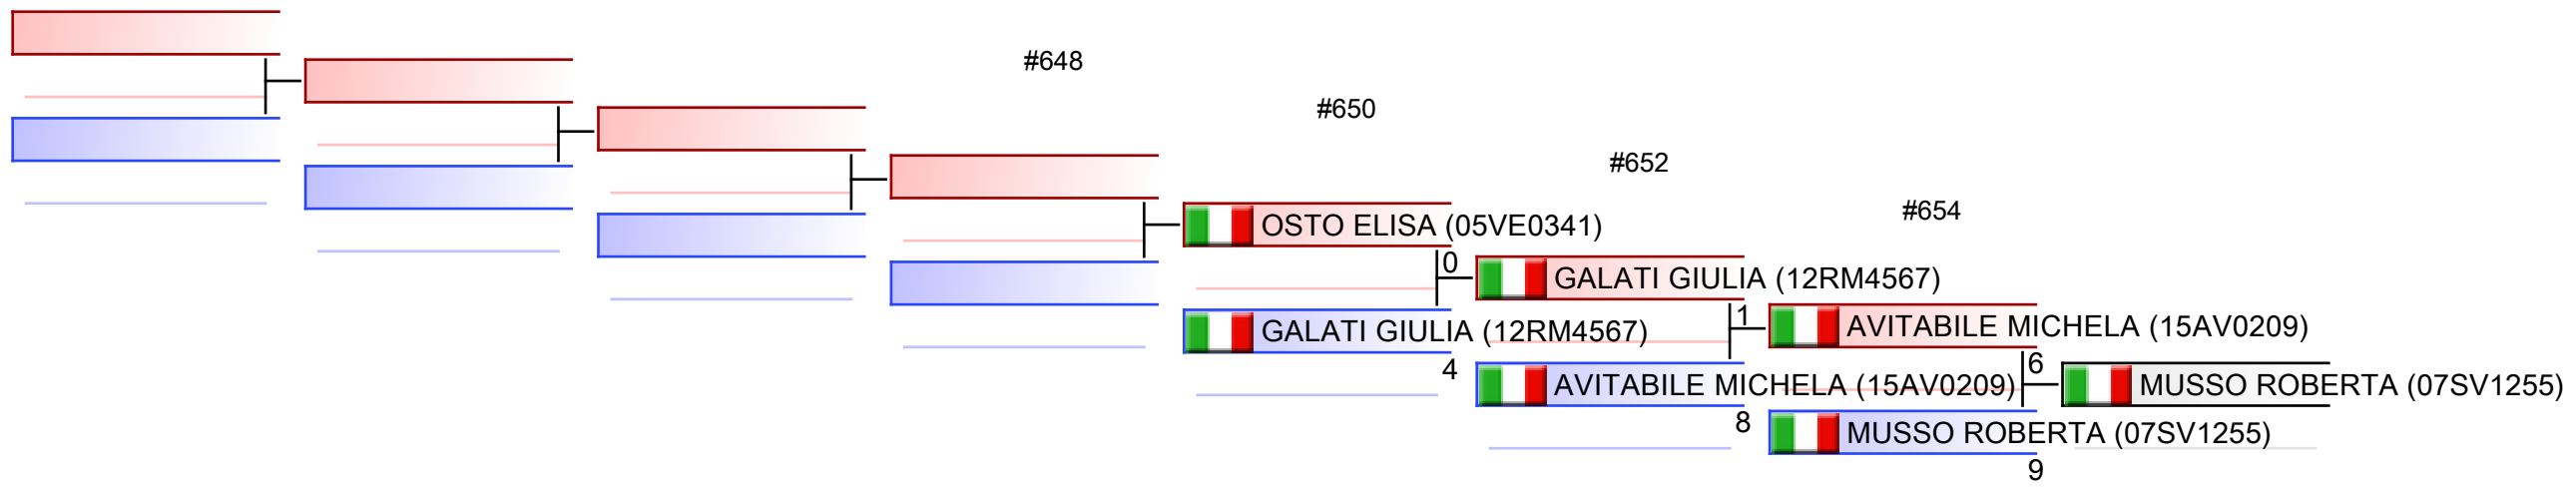 #648
#650
#652
#654
OSTO ELISA (05VE0341)
0
GALATI GIULIA (12RM4567)
GALATI GIULIA (12RM4567)
4
1
AVITABILE MICHELA (15AV0209)
AVITABILE MICHELA (15AV0209)
8
6
MUSSO ROBERTA (07SV1255)
MUSSO ROBERTA (07SV1255)
9